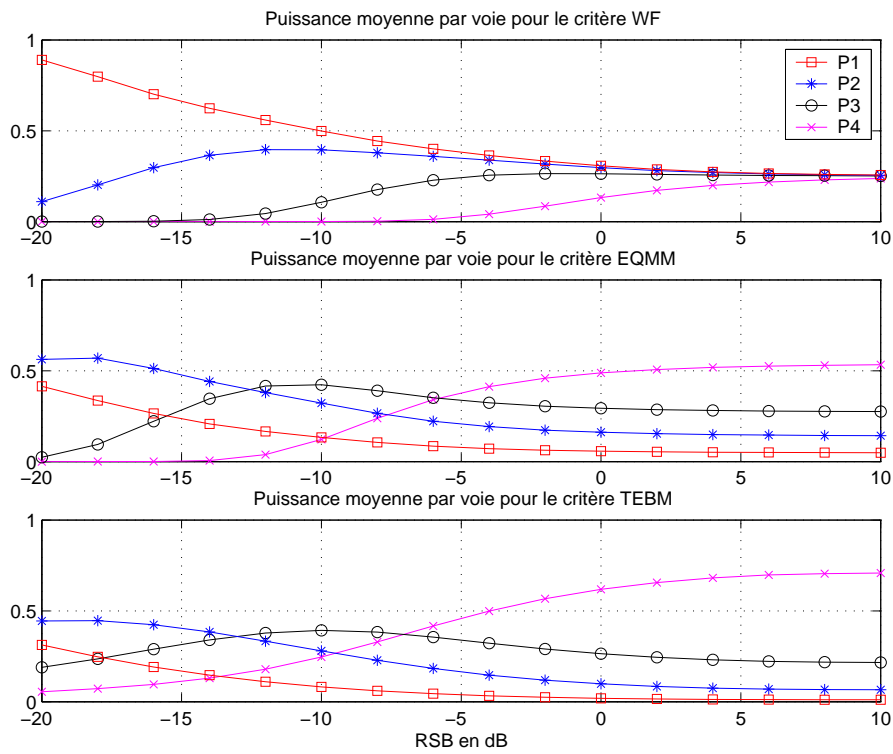 Puissance moyenne par voie pour le critère WF
1
0.5
0
−20 −15 −10 −5 0 5 10
P1
P2
P3
P4
Puissance moyenne par voie pour le critère EQMM
1
0.5
0
−20 −15 −10 −5 0 5 10
Puissance moyenne par voie pour le critère TEBM
1
0.5
0
−20 −15 −10 −5 0 5 10
RSB en dB